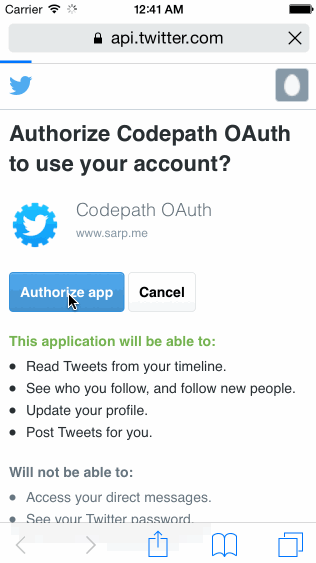 Carrier 12:41 AM
api.twitter.com
Authorize Codepath OAuth
to use your account?
Codepath OAuth
www.sarp.me
Authorize app Cancel
This application will be able to:
Read Tweets from your timeline.
See who you follow, and follow new people.
Update your profile.
Post Tweets for you.
Will not be able to:
Access your direct messages.
See your Twitter password.